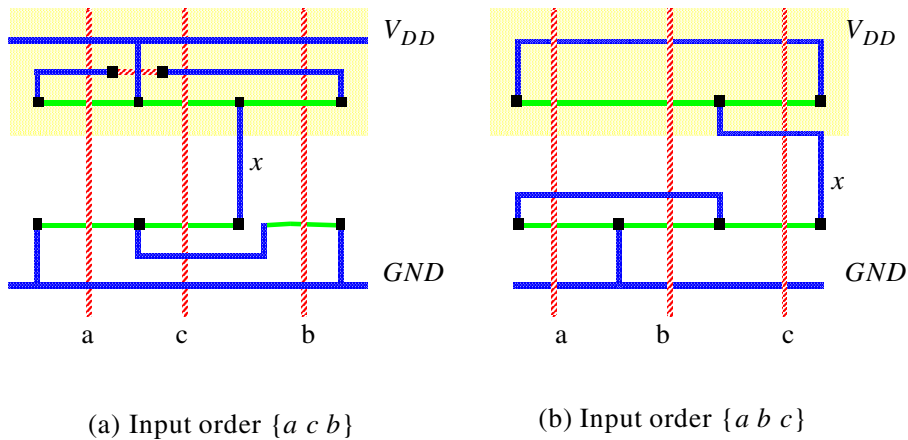 V_DD
x
GND
a c b
(a) Input order {a c b}
V_DD
x
GND
a b c
(b) Input order {a b c}